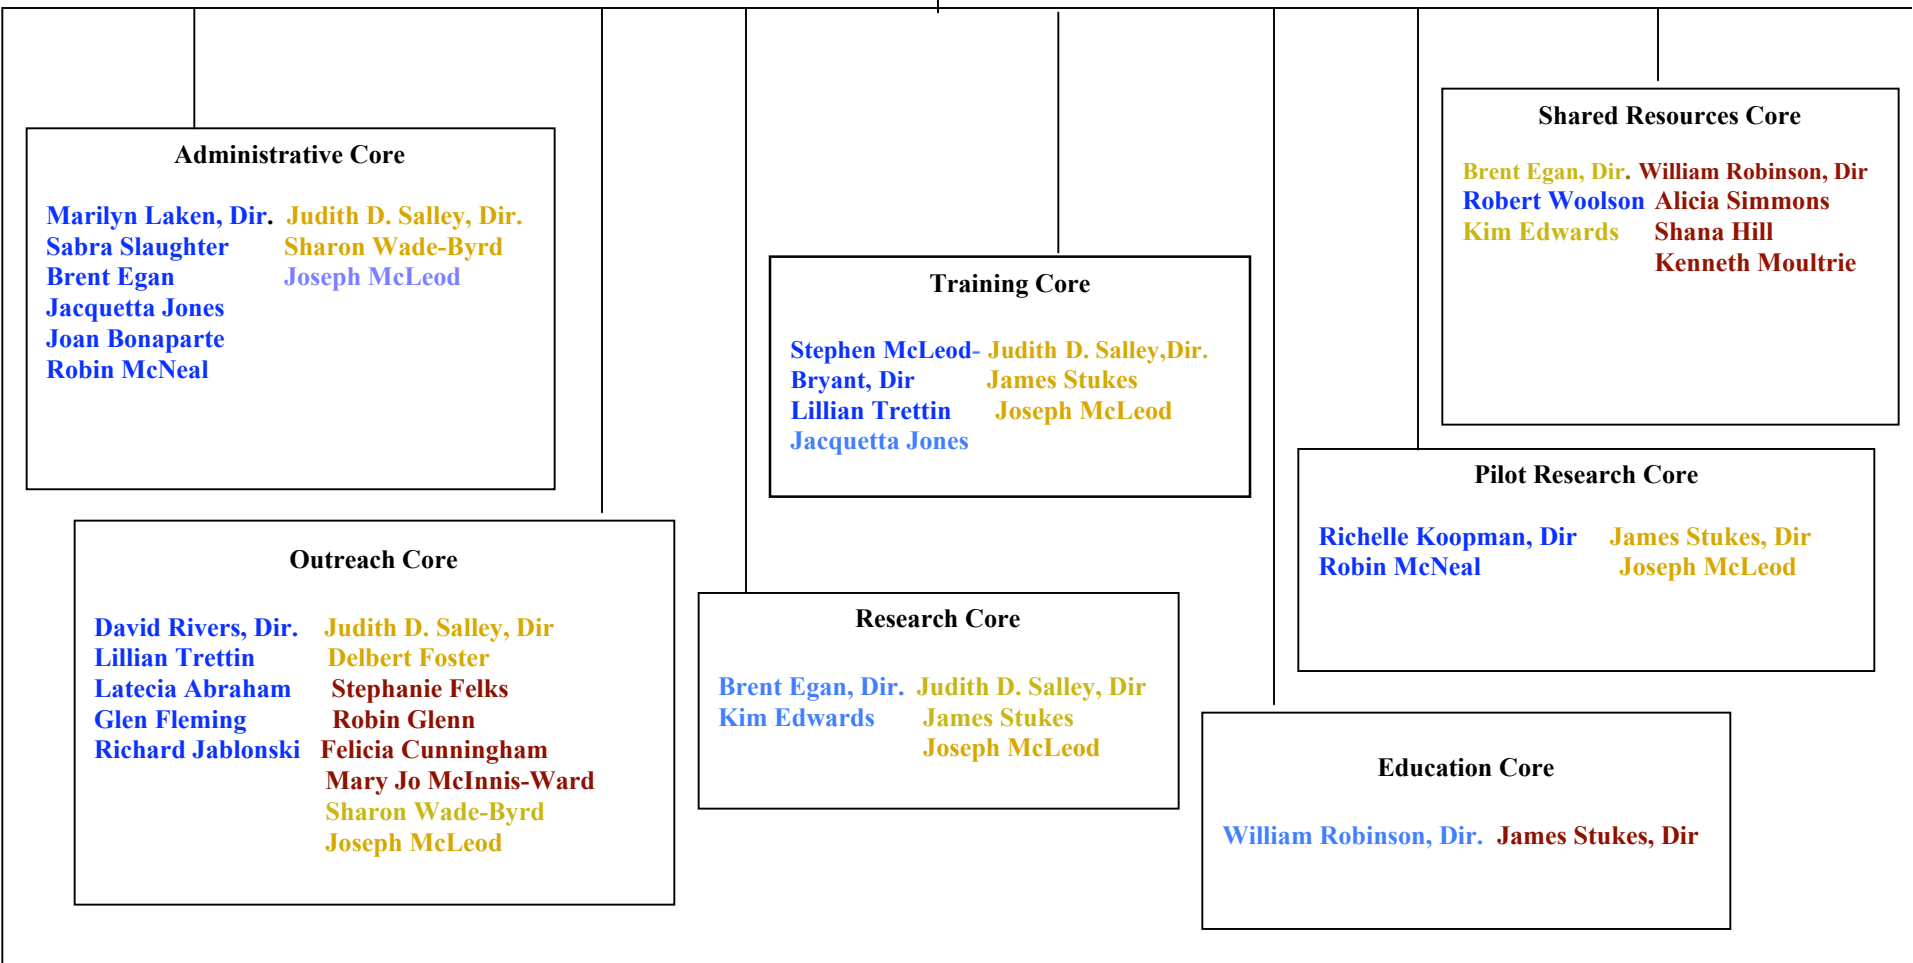 Administrative Core
Marilyn Laken, Dir. Judith D. Salley, Dir.
Sabra Slaughter Sharon Wade-Byrd
Brent Egan Joseph McLeod
Jacquetta Jones
Joan Bonaparte
Robin McNeal
Shared Resources Core
Brent Egan, Dir. William Robinson, Dir
Robert Woolson Alicia Simmons
Kim Edwards Shana Hill
Kenneth Moultrie
Training Core
Stephen McLeod- Judith D. Salley,Dir.
Bryant, Dir James Stukes
Lillian Trettin Joseph McLeod
Jacquetta Jones
Pilot Research Core
Richelle Koopman, Dir James Stukes, Dir
Robin McNeal Joseph McLeod
Outreach Core
David Rivers, Dir. Judith D. Salley, Dir
Lillian Trettin Delbert Foster
Latecia Abraham Stephanie Felks
Glen Fleming Robin Glenn
Richard Jablonski Felicia Cunningham
Mary Jo McInnis-Ward
Sharon Wade-Byrd
Joseph McLeod
Research Core
Brent Egan, Dir. Judith D. Salley, Dir
Kim Edwards James Stukes
Joseph McLeod
Education Core
William Robinson, Dir. James Stukes, Dir